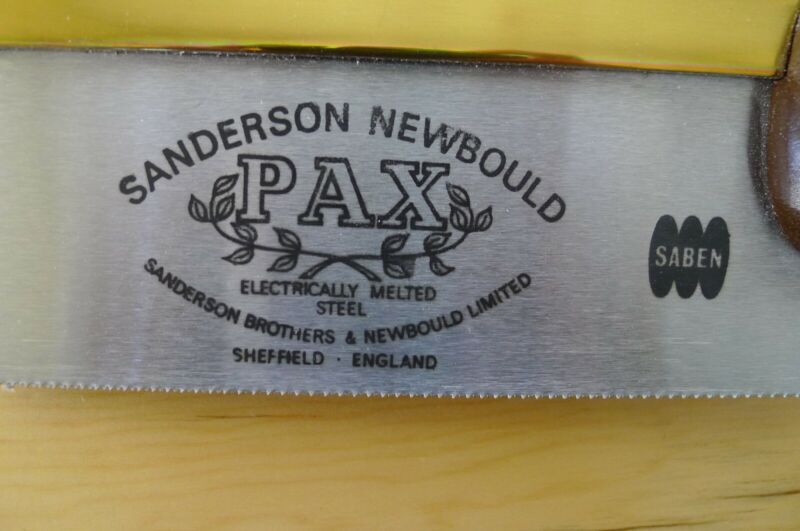 SANDERSON NEWBOULD
PAX
ELECTRICALLY MELTED
STEEL
SANDERSON BROTHERS & NEWBOULD LIMITED
SHEFFIELD · ENGLAND
SABEN